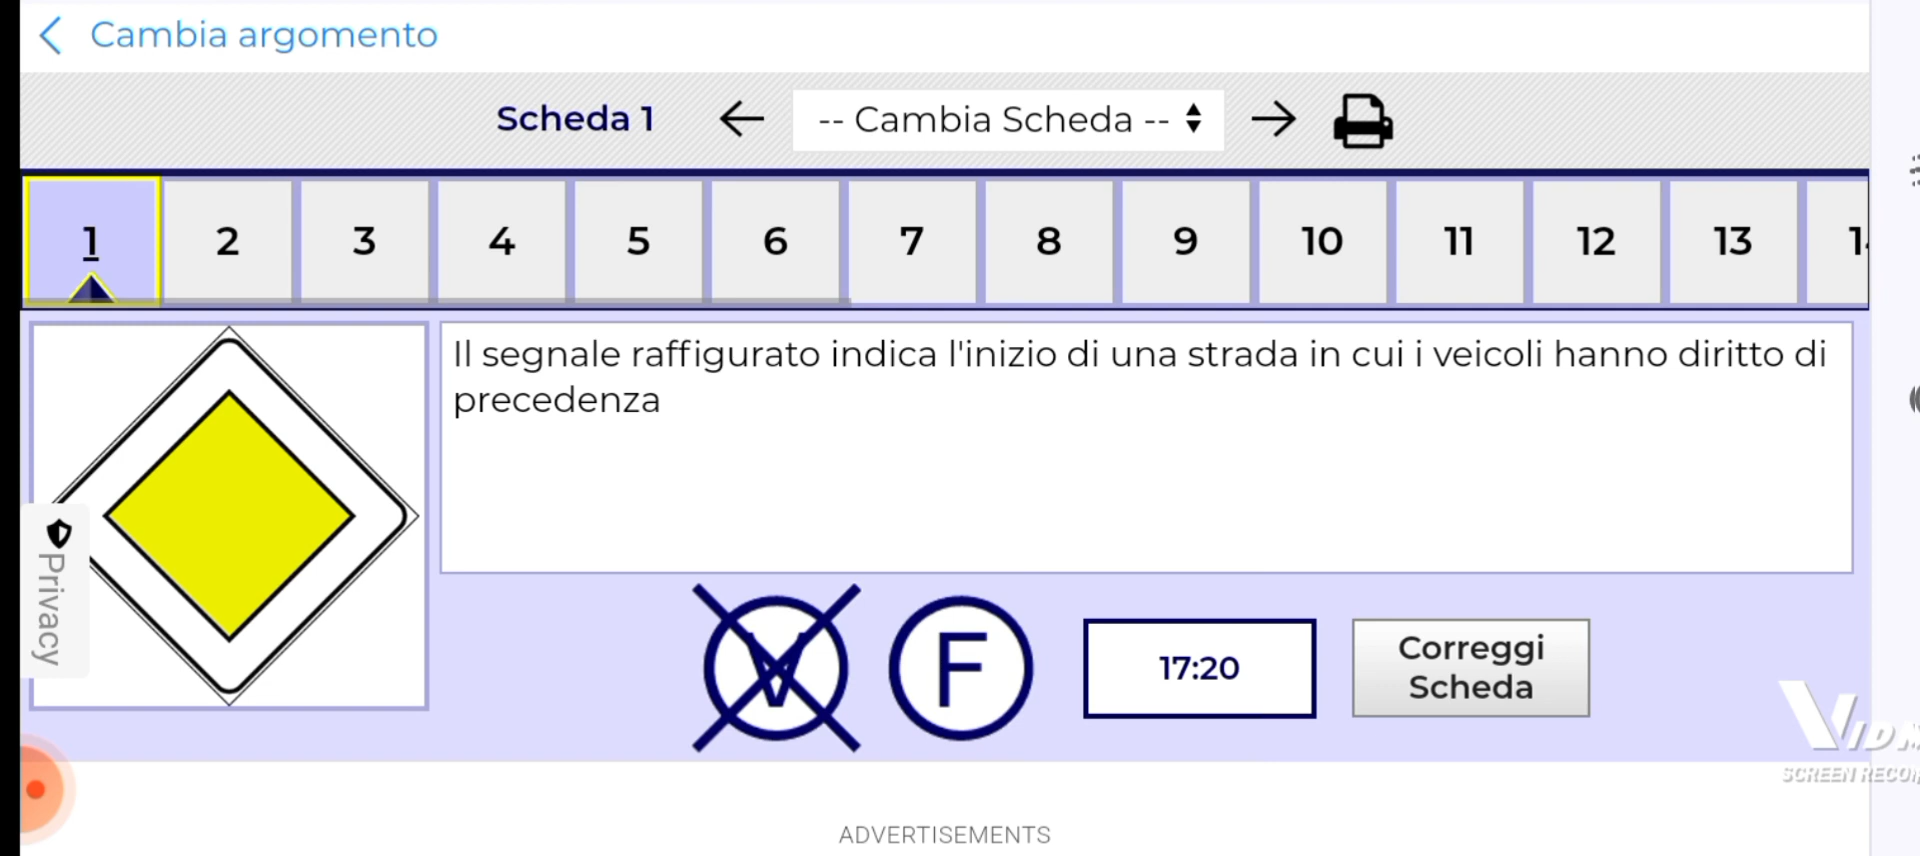 Cambia argomento
Scheda 1
-- Cambia Scheda --
1 2 3 4 5 6 7 8 9 10 11 12 13
Il segnale raffigurato indica l'inizio di una strada in cui i veicoli hanno diritto di
precedenza
Privacy
V F 17:20 Correggi
Scheda
SCREEN
ADVERTISEMENTS